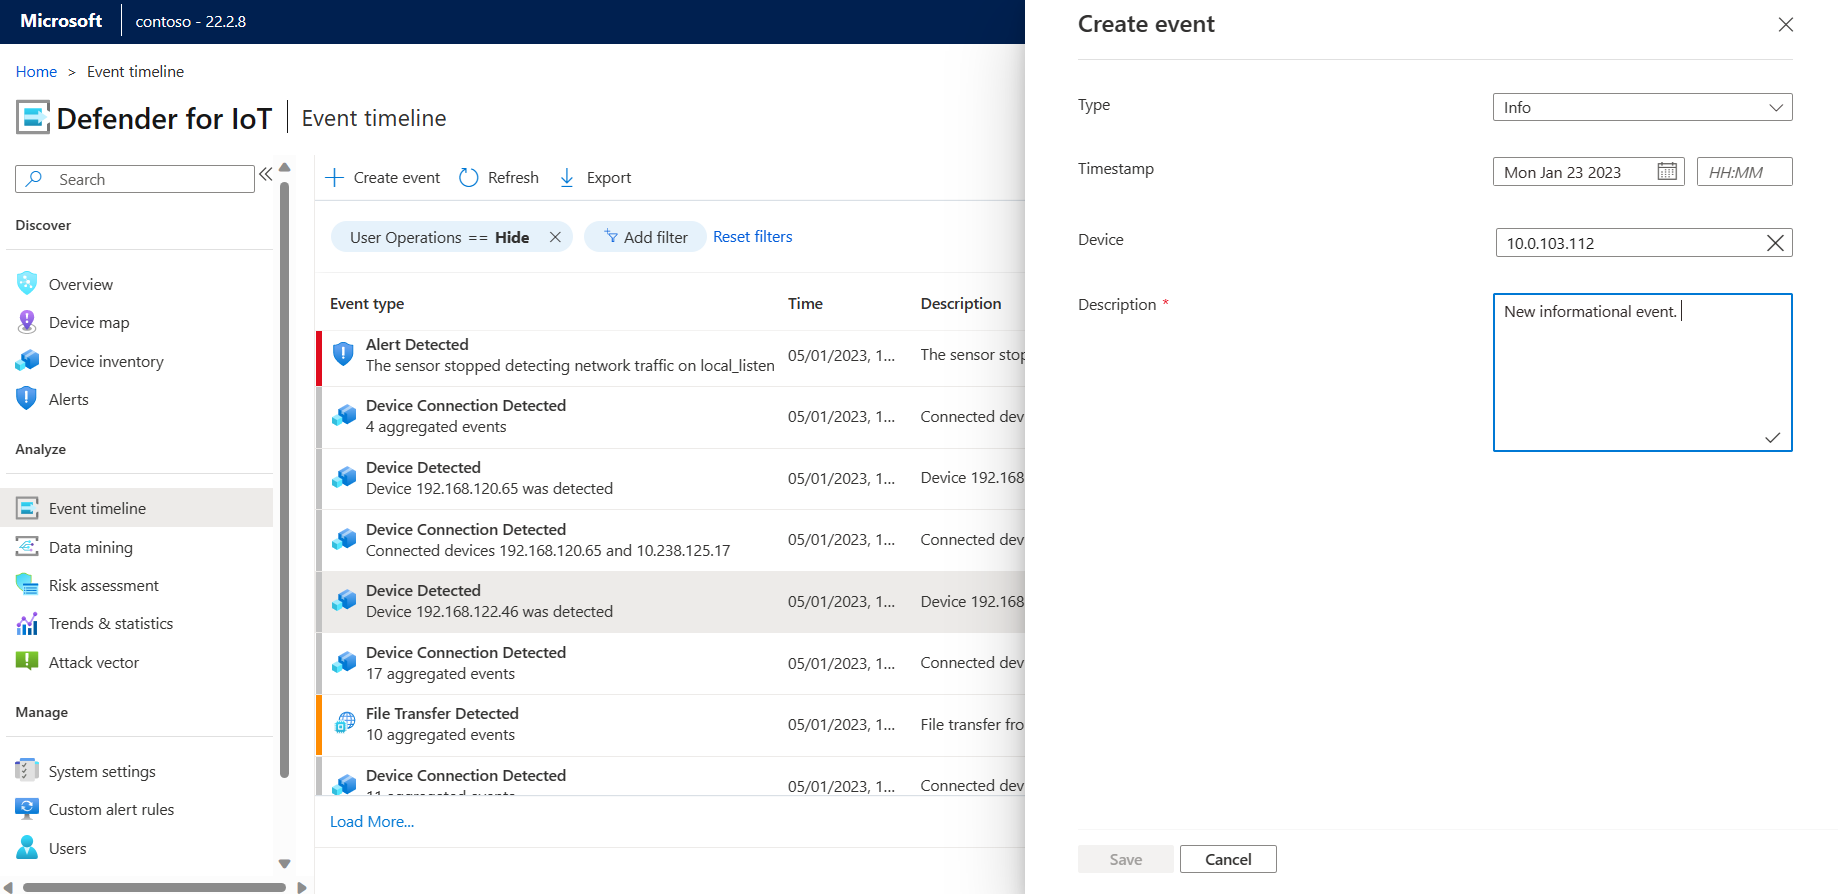 Microsoft
contoso - 22.2.8
Home > Event timeline
Defender for IoT
Event timeline
Search
Discover
Overview
Device map
Device inventory
Alerts
Analyze
Event timeline
Data mining
Risk assessment
Trends & statistics
Attack vector
Manage
System settings
Custom alert rules
Users
Create event Refresh Export
User Operations == Hide
Add filter
Reset filters
Event type Time Description
Alert Detected
The sensor stopped detecting network traffic on local_listen
05/01/2023, 1...
The sensor stop
Device Connection Detected
4 aggregated events
05/01/2023, 1...
Connected dev
Device Detected
Device 192.168.120.65 was detected
05/01/2023, 1...
Device 192.168
Device Connection Detected
Connected devices 192.168.120.65 and 10.238.125.17
05/01/2023, 1...
Connected dev
Device Detected
Device 192.168.122.46 was detected
05/01/2023, 1...
Device 192.168
Device Connection Detected
17 aggregated events
05/01/2023, 1...
Connected dev
File Transfer Detected
10 aggregated events
05/01/2023, 1...
File transfer fro
Device Connection Detected
11 aggregated events
05/01/2023, 1...
Connected dev
Load More...
Create event
Type
Info
Timestamp
Mon Jan 23 2023
HH:MM
Device
10.0.103.112
Description *
New informational event.
Save
Cancel